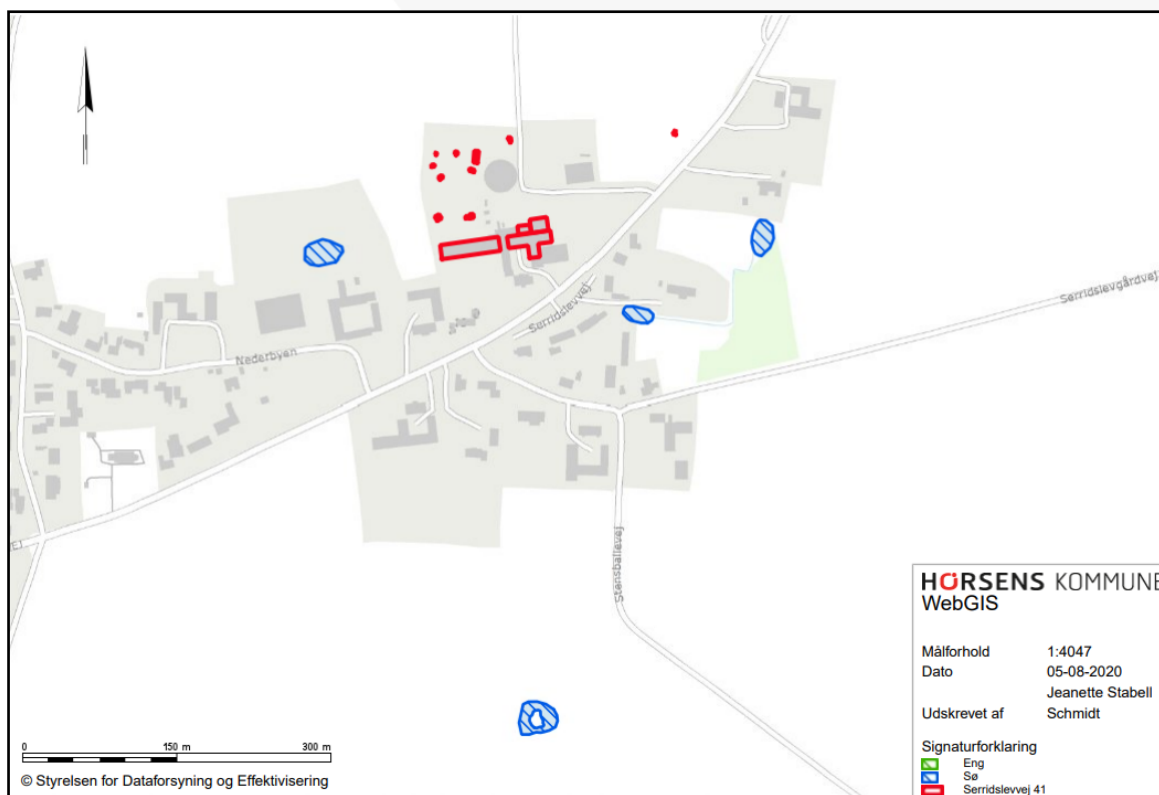 Serridslevgårdvej
Serridslevvej
Nederbyen
Stensballevej
EJ
0
150 m
300 m
© Styrelsen for Dataforsyning og Effektivisering
HORSENS KOMMUNE
WebGIS
Målforhold 1:4047
Dato 05-08-2020
Jeanette Stabell
Udskrevet af Schmidt
Signaturforklaring
Eng
Sø
Serridslevvej 41